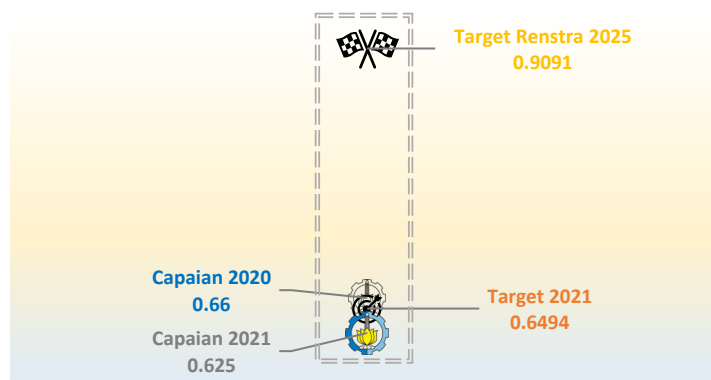 Target Renstra 2025
0.9091
Capaian 2020
0.66
Target 2021
0.6494
Capaian 2021
0.625